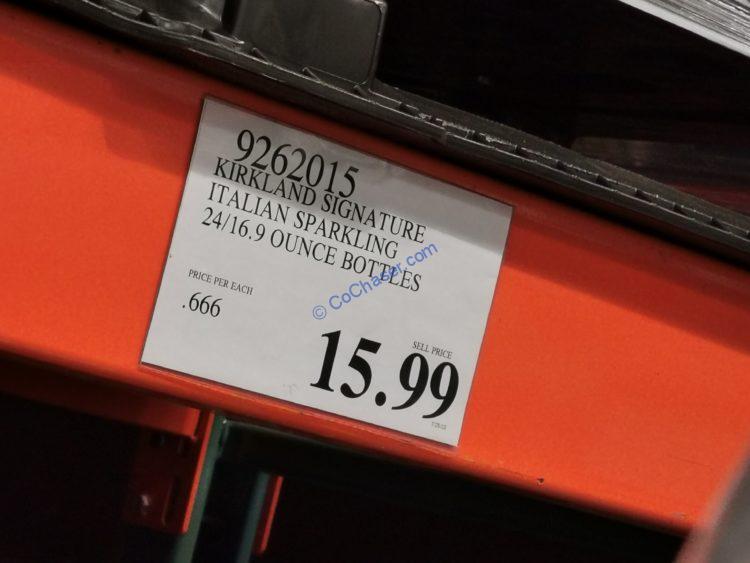 9262015
KIRKLAND SIGNATURE
ITALIAN SPARKLING
24/16.9 OUNCE BOTTLES
© CoChaser.com
PRICE PER EACH
.666
SELL PRICE
15.99